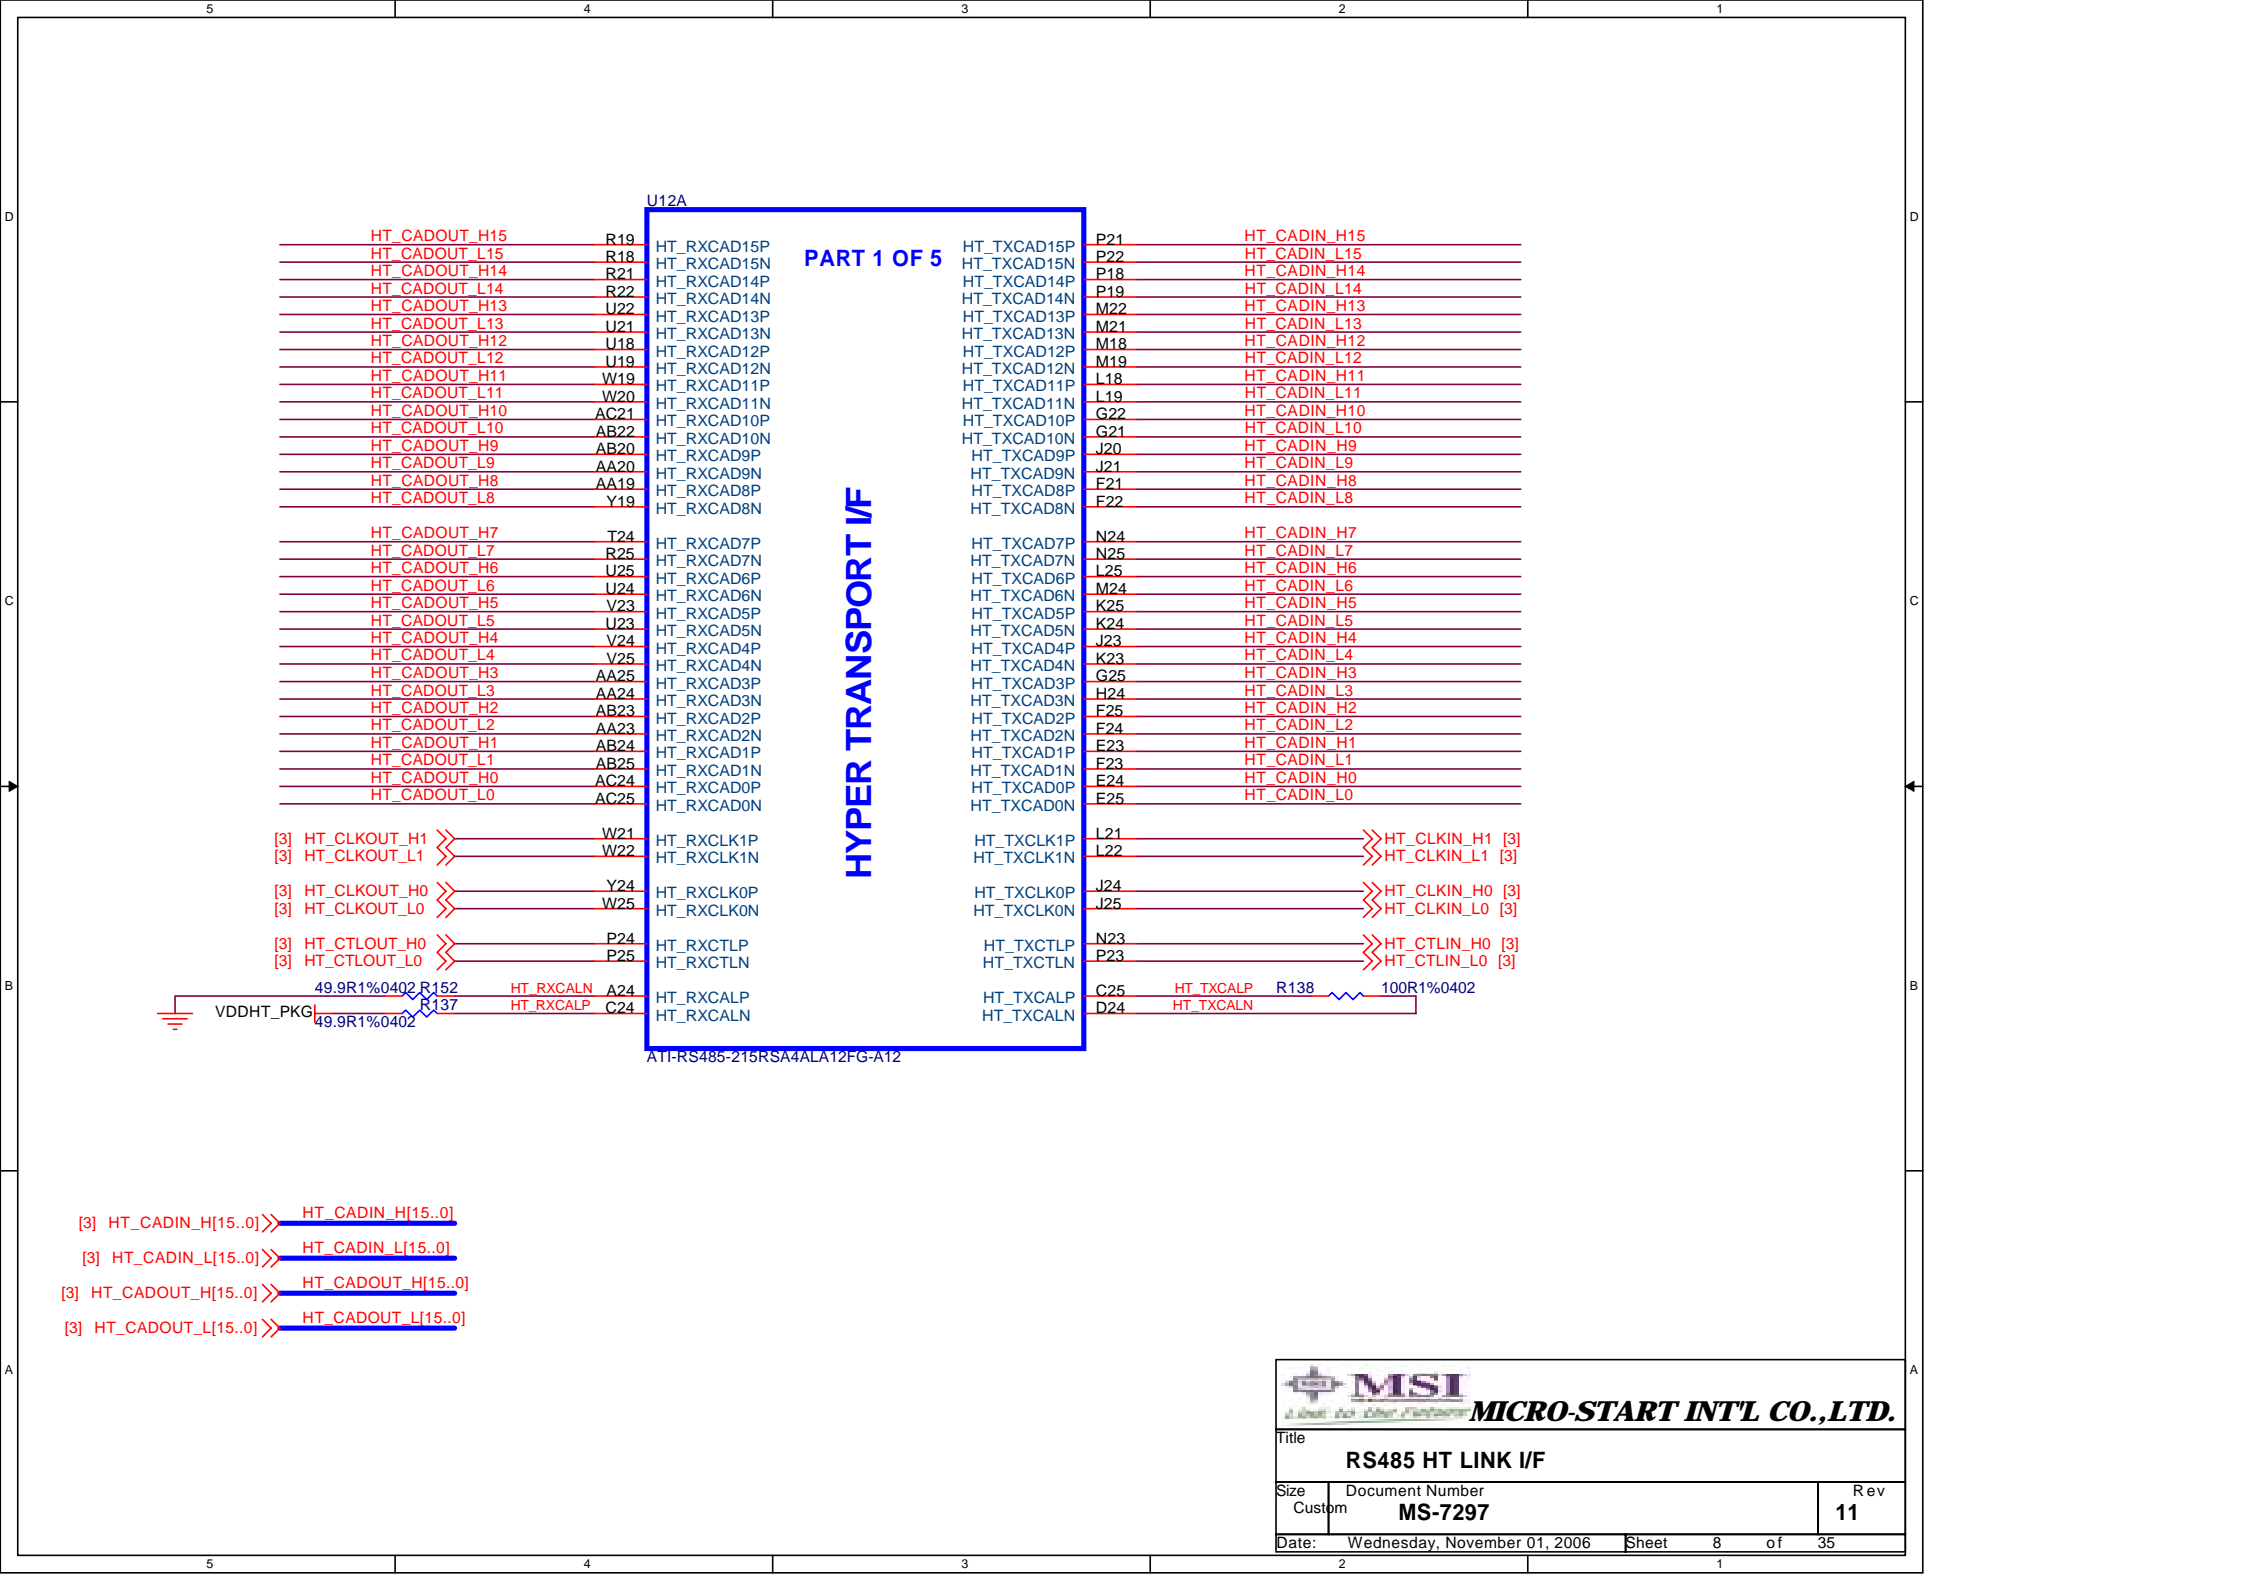 5 4 3 2 1
U12A
D D
HT_CADOUT_H15 R19 HT_RXCAD15P PART 1 OF 5 HT_TXCAD15P P21 HT_CADIN_H15
HT_CADOUT_L15 R18 HT_RXCAD15N HT_TXCAD15N P22 HT_CADIN_L15
HT_CADOUT_H14 R21 HT_RXCAD14P HT_TXCAD14P P18 HT_CADIN_H14
HT_CADOUT_L14 R22 HT_RXCAD14N HT_TXCAD14N P19 HT_CADIN_L14
HT_CADOUT_H13 U22 HT_RXCAD13P HT_TXCAD13P M22 HT_CADIN_H13
HT_CADOUT_L13 U21 HT_RXCAD13N HT_TXCAD13N M21 HT_CADIN_L13
HT_CADOUT_H12 U18 HT_RXCAD12P HT_TXCAD12P M18 HT_CADIN_H12
HT_CADOUT_L12 U19 HT_RXCAD12N HT_TXCAD12N M19 HT_CADIN_L12
HT_CADOUT_H11 W19 HT_RXCAD11P HT_TXCAD11P L18 HT_CADIN_H11
HT_CADOUT_L11 W20 HT_RXCAD11N HT_TXCAD11N L19 HT_CADIN_L11
HT_CADOUT_H10 AC21 HT_RXCAD10P HT_TXCAD10P G22 HT_CADIN_H10
HT_CADOUT_L10 AB22 HT_RXCAD10N HT_TXCAD10N G21 HT_CADIN_L10
HT_CADOUT_H9 AB20 HT_RXCAD9P HT_TXCAD9P J20 HT_CADIN_H9
HT_CADOUT_L9 AA20 HT_RXCAD9N HT_TXCAD9N J21 HT_CADIN_L9
HT_CADOUT_H8 AA19 HT_RXCAD8P HT_TXCAD8P F21 HT_CADIN_H8
HT_CADOUT_L8 Y19 HT_RXCAD8N HT_TXCAD8N F22 HT_CADIN_L8
HYPER TRANSPORT I/F
HT_CADOUT_H7 T24 HT_RXCAD7P HT_TXCAD7P N24 HT_CADIN_H7
HT_CADOUT_L7 R25 HT_RXCAD7N HT_TXCAD7N N25 HT_CADIN_L7
HT_CADOUT_H6 U25 HT_RXCAD6P HT_TXCAD6P L25 HT_CADIN_H6
HT_CADOUT_L6 U24 HT_RXCAD6N HT_TXCAD6N M24 HT_CADIN_L6
C C
HT_CADOUT_H5 V23 HT_RXCAD5P HT_TXCAD5P K25 HT_CADIN_H5
HT_CADOUT_L5 U23 HT_RXCAD5N HT_TXCAD5N K24 HT_CADIN_L5
HT_CADOUT_H4 V24 HT_RXCAD4P HT_TXCAD4P J23 HT_CADIN_H4
HT_CADOUT_L4 V25 HT_RXCAD4N HT_TXCAD4N K23 HT_CADIN_L4
HT_CADOUT_H3 AA25 HT_RXCAD3P HT_TXCAD3P G25 HT_CADIN_H3
HT_CADOUT_L3 AA24 HT_RXCAD3N HT_TXCAD3N H24 HT_CADIN_L3
HT_CADOUT_H2 AB23 HT_RXCAD2P HT_TXCAD2P F25 HT_CADIN_H2
HT_CADOUT_L2 AA23 HT_RXCAD2N HT_TXCAD2N F24 HT_CADIN_L2
HT_CADOUT_H1 AB24 HT_RXCAD1P HT_TXCAD1P E23 HT_CADIN_H1
HT_CADOUT_L1 AB25 HT_RXCAD1N HT_TXCAD1N F23 HT_CADIN_L1
HT_CADOUT_H0 AC24 HT_RXCAD0P HT_TXCAD0P E24 HT_CADIN_H0
HT_CADOUT_L0 AC25 HT_RXCAD0N HT_TXCAD0N E25 HT_CADIN_L0
[3] HT_CLKOUT_H1 W21 HT_RXCLK1P HT_TXCLK1P L21 HT_CLKIN_H1 [3]
[3] HT_CLKOUT_L1 W22 HT_RXCLK1N HT_TXCLK1N L22 HT_CLKIN_L1 [3]
[3] HT_CLKOUT_H0 Y24 HT_RXCLK0P HT_TXCLK0P J24 HT_CLKIN_H0 [3]
[3] HT_CLKOUT_L0 W25 HT_RXCLK0N HT_TXCLK0N J25 HT_CLKIN_L0 [3]
[3] HT_CTLOUT_H0 P24 HT_RXCTLP HT_TXCTLP N23 HT_CTLIN_H0 [3]
[3] HT_CTLOUT_L0 P25 HT_RXCTLN HT_TXCTLN P23 HT_CTLIN_L0 [3]
B B
49.9R1%0402 R152 HT_RXCALN A24 HT_RXCALP HT_TXCALP C25 HT_TXCALP R138 100R1%0402
VDDHT_PKG 49.9R1%0402 R137 HT_RXCALP C24 HT_RXCALN HT_TXCALN D24 HT_TXCALN
ATI-RS485-215RSA4ALA12FG-A12
[3] HT_CADIN_H[15..0] HT_CADIN_H[15..0]
[3] HT_CADIN_L[15..0] HT_CADIN_L[15..0]
[3] HT_CADOUT_H[15..0] HT_CADOUT_H[15..0]
[3] HT_CADOUT_L[15..0] HT_CADOUT_L[15..0]
A A
MSI
Link to the Future
MICRO-START INT'L CO.,LTD.
Title
RS485 HT LINK I/F
Size Document Number Rev
Custom MS-7297 11
Date: Wednesday, November 01, 2006 Sheet 8 of 35
5 4 3 2 1